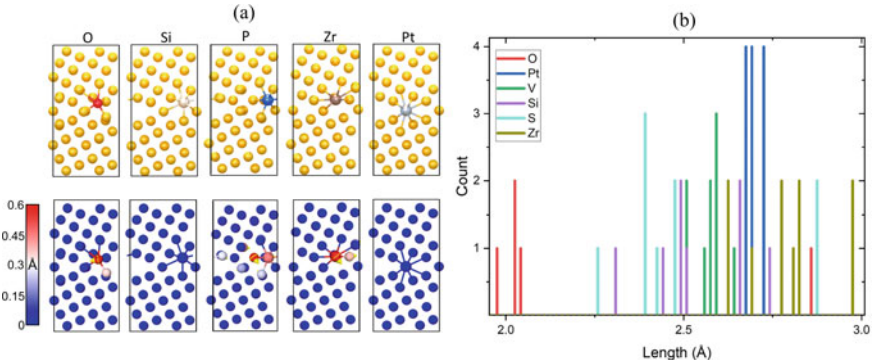 (a)
O Si P Zr Pt
0.6
0.45
0.3 Å
0.15
0
(b)
4
3
2
1
Count
O
Pt
V
Si
S
Zr
2.0 2.5 3.0
Length (Å)